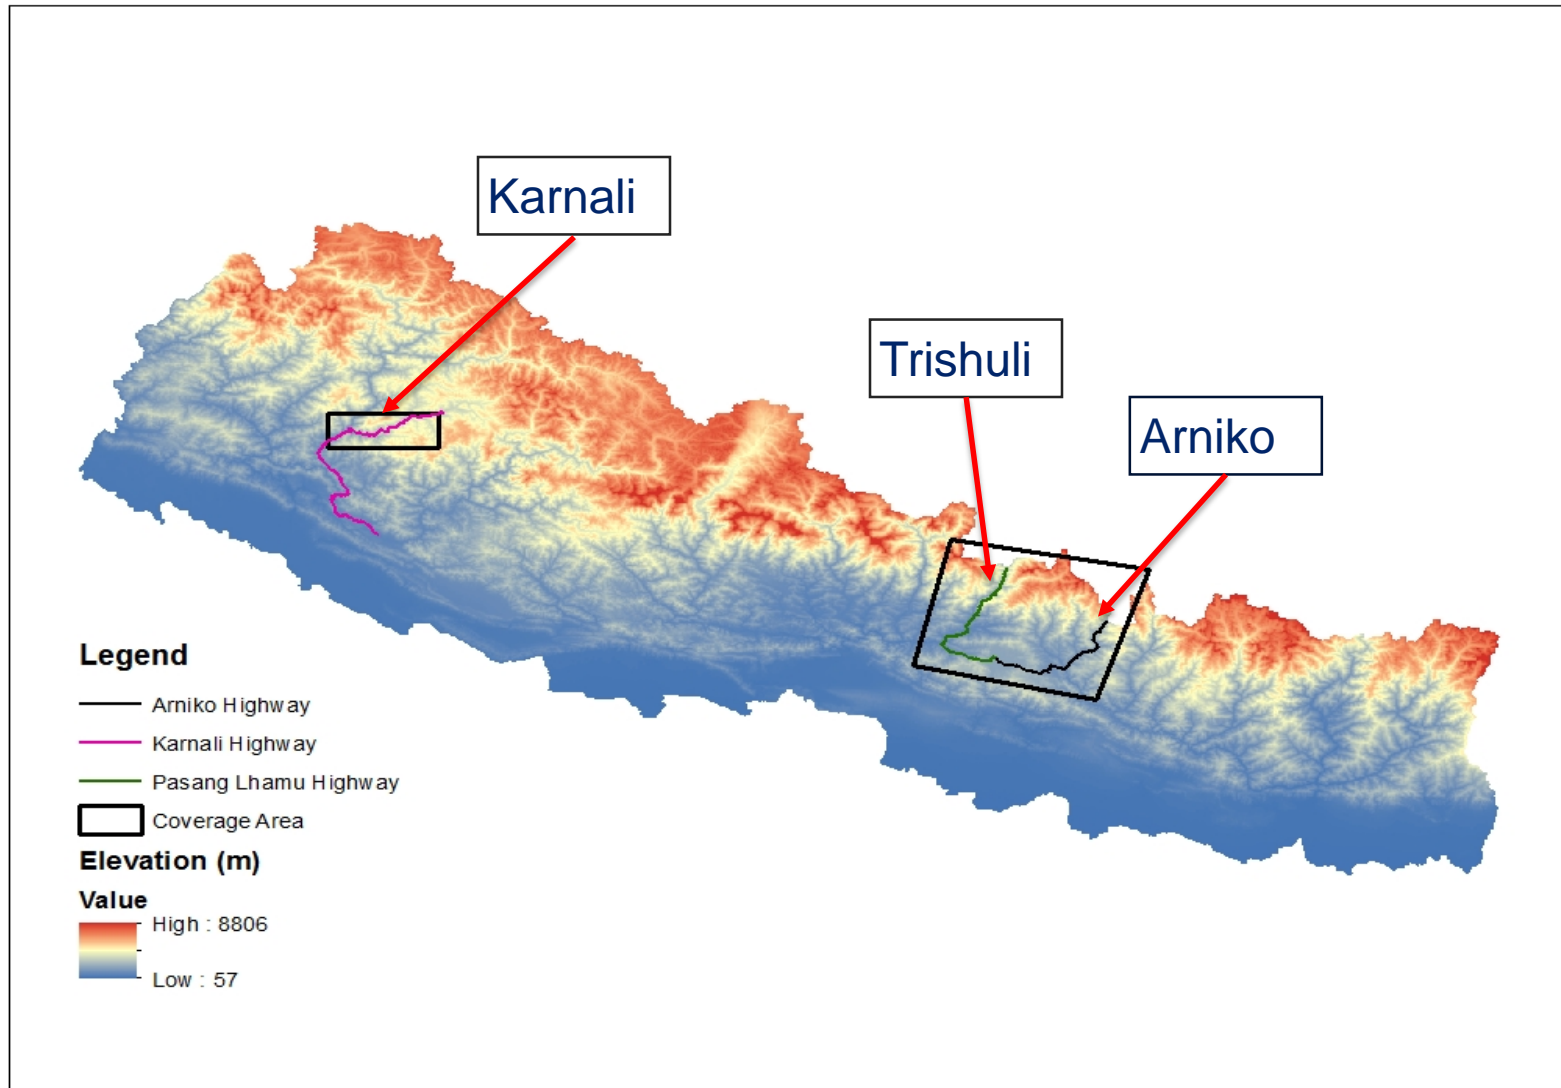 Karnali
Trishuli
Arniko
Legend
Arniko Highway
Karnali Highway
Pasang Lhamu Highway
Coverage Area
Elevation (m)
Value
High : 8806
Low : 57